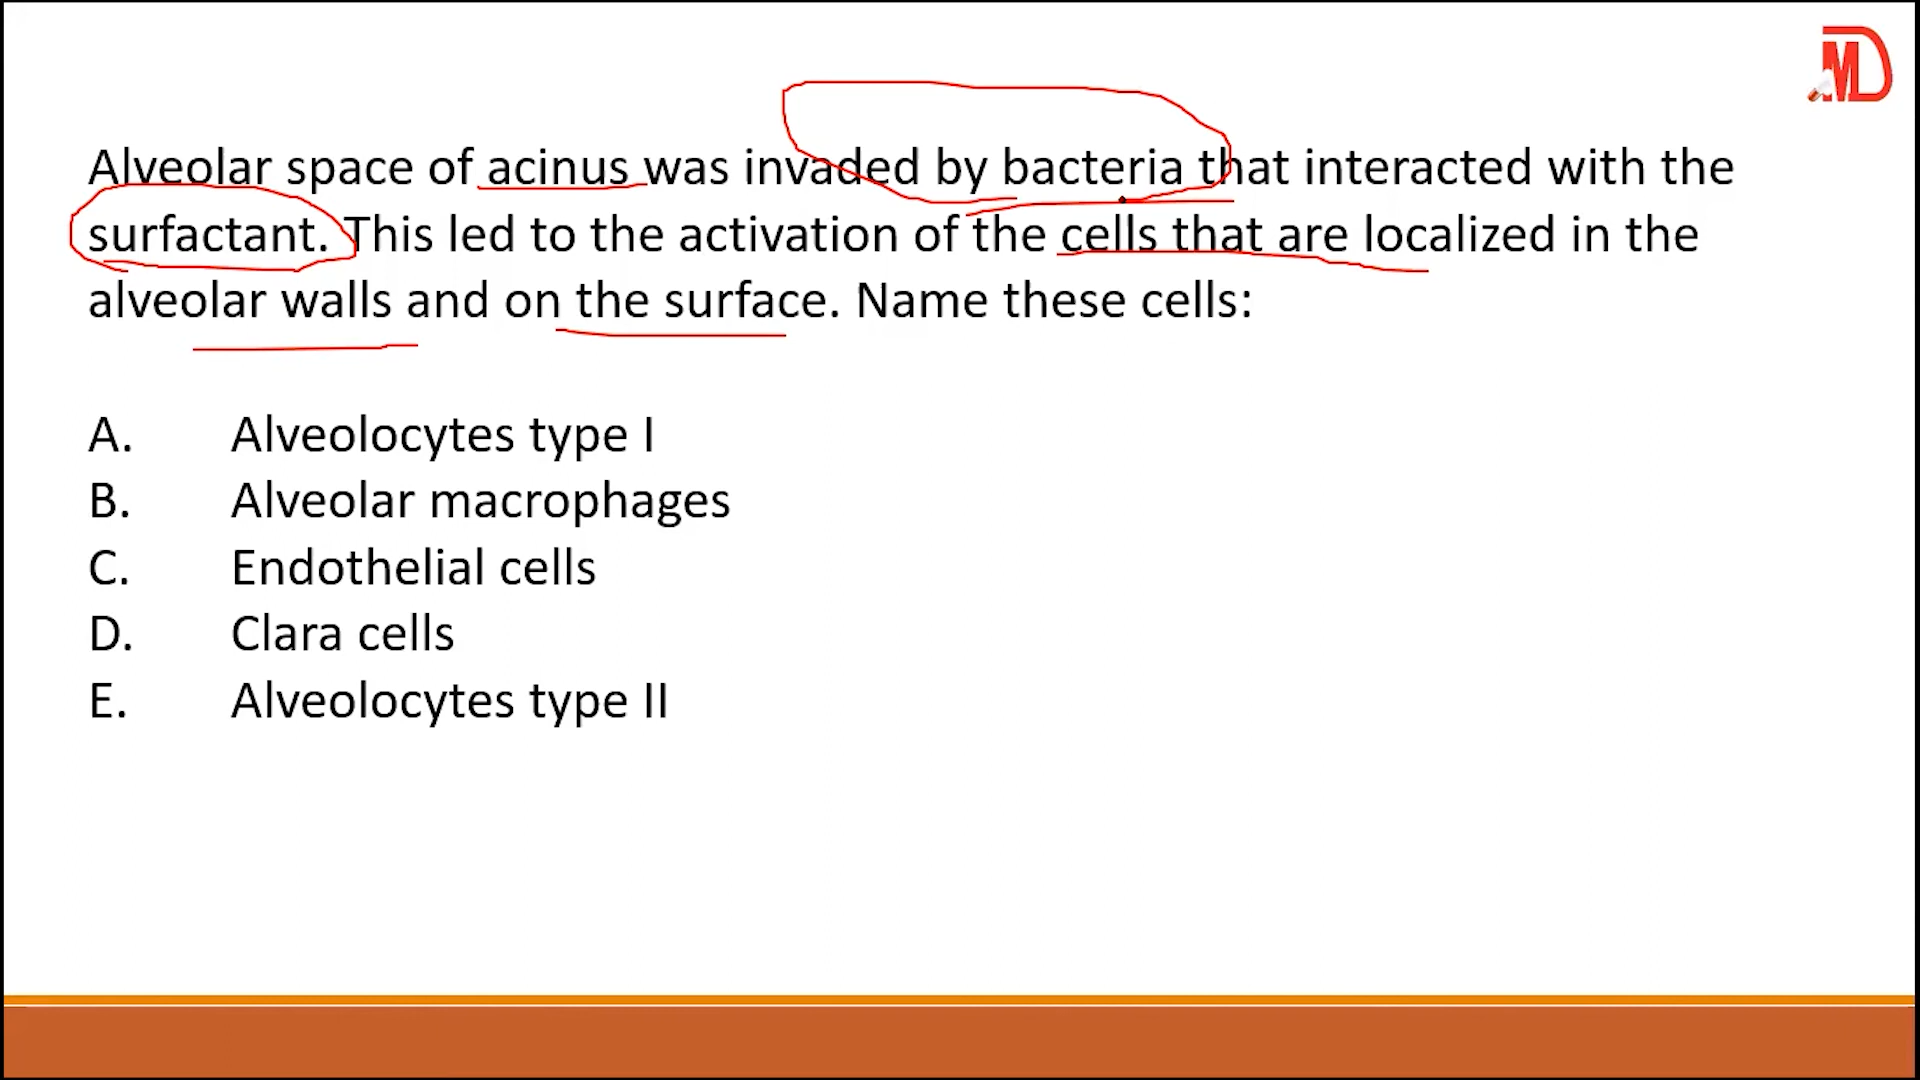 MD
Alveolar space of acinus was invaded by bacteria that interacted with the
surfactant. This led to the activation of the cells that are localized in the
alveolar walls and on the surface. Name these cells:
A. Alveolocytes type I
B. Alveolar macrophages
C. Endothelial cells
D. Clara cells
E. Alveolocytes type II